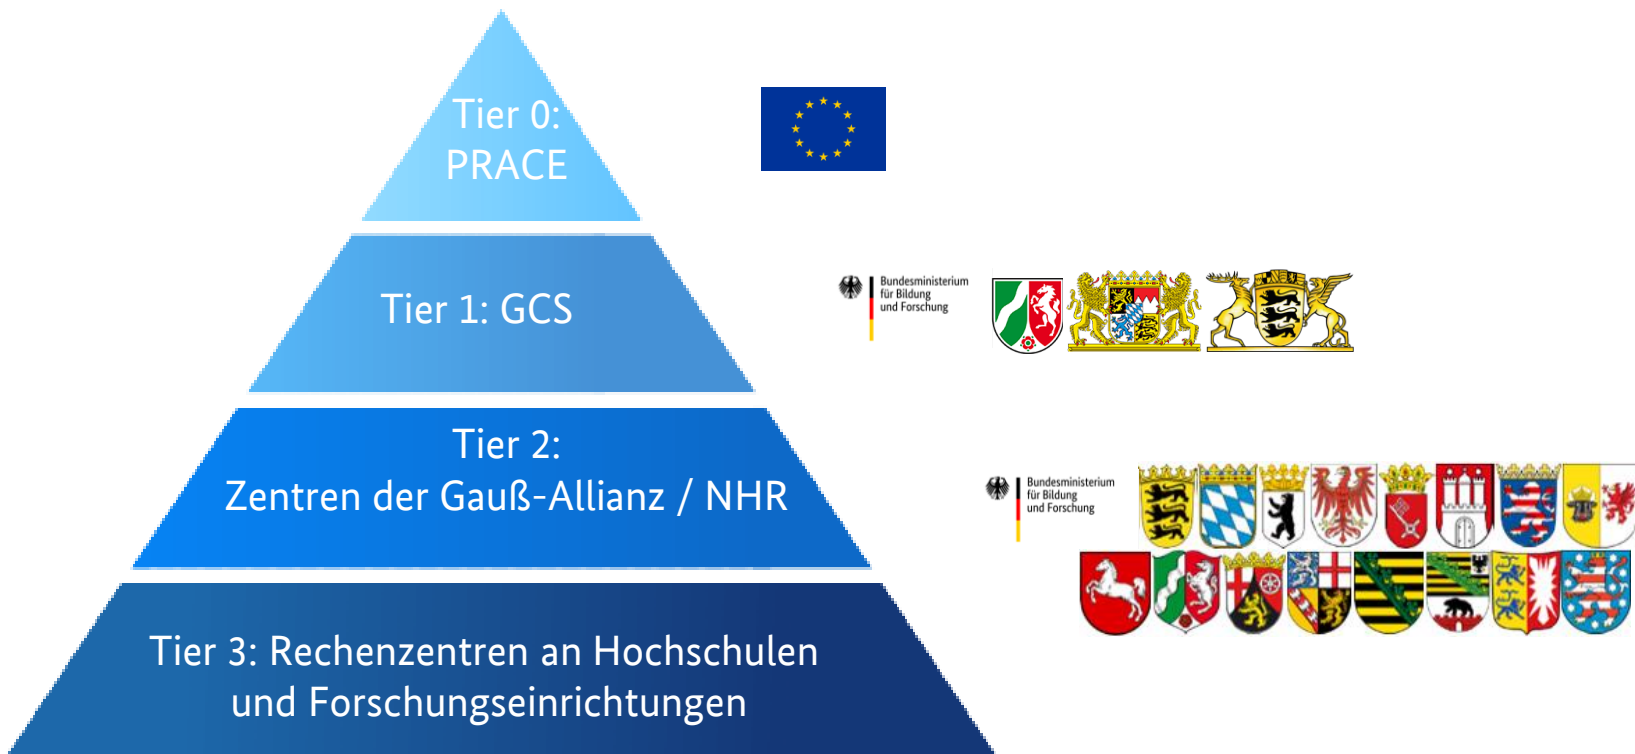 Tier 0:
PRACE
Tier 1: GCS
Bundesministerium
für Bildung
und Forschung
Tier 2:
Zentren der Gauß-Allianz / NHR
Bundesministerium
für Bildung
und Forschung
Tier 3: Rechenzentren an Hochschulen
und Forschungseinrichtungen